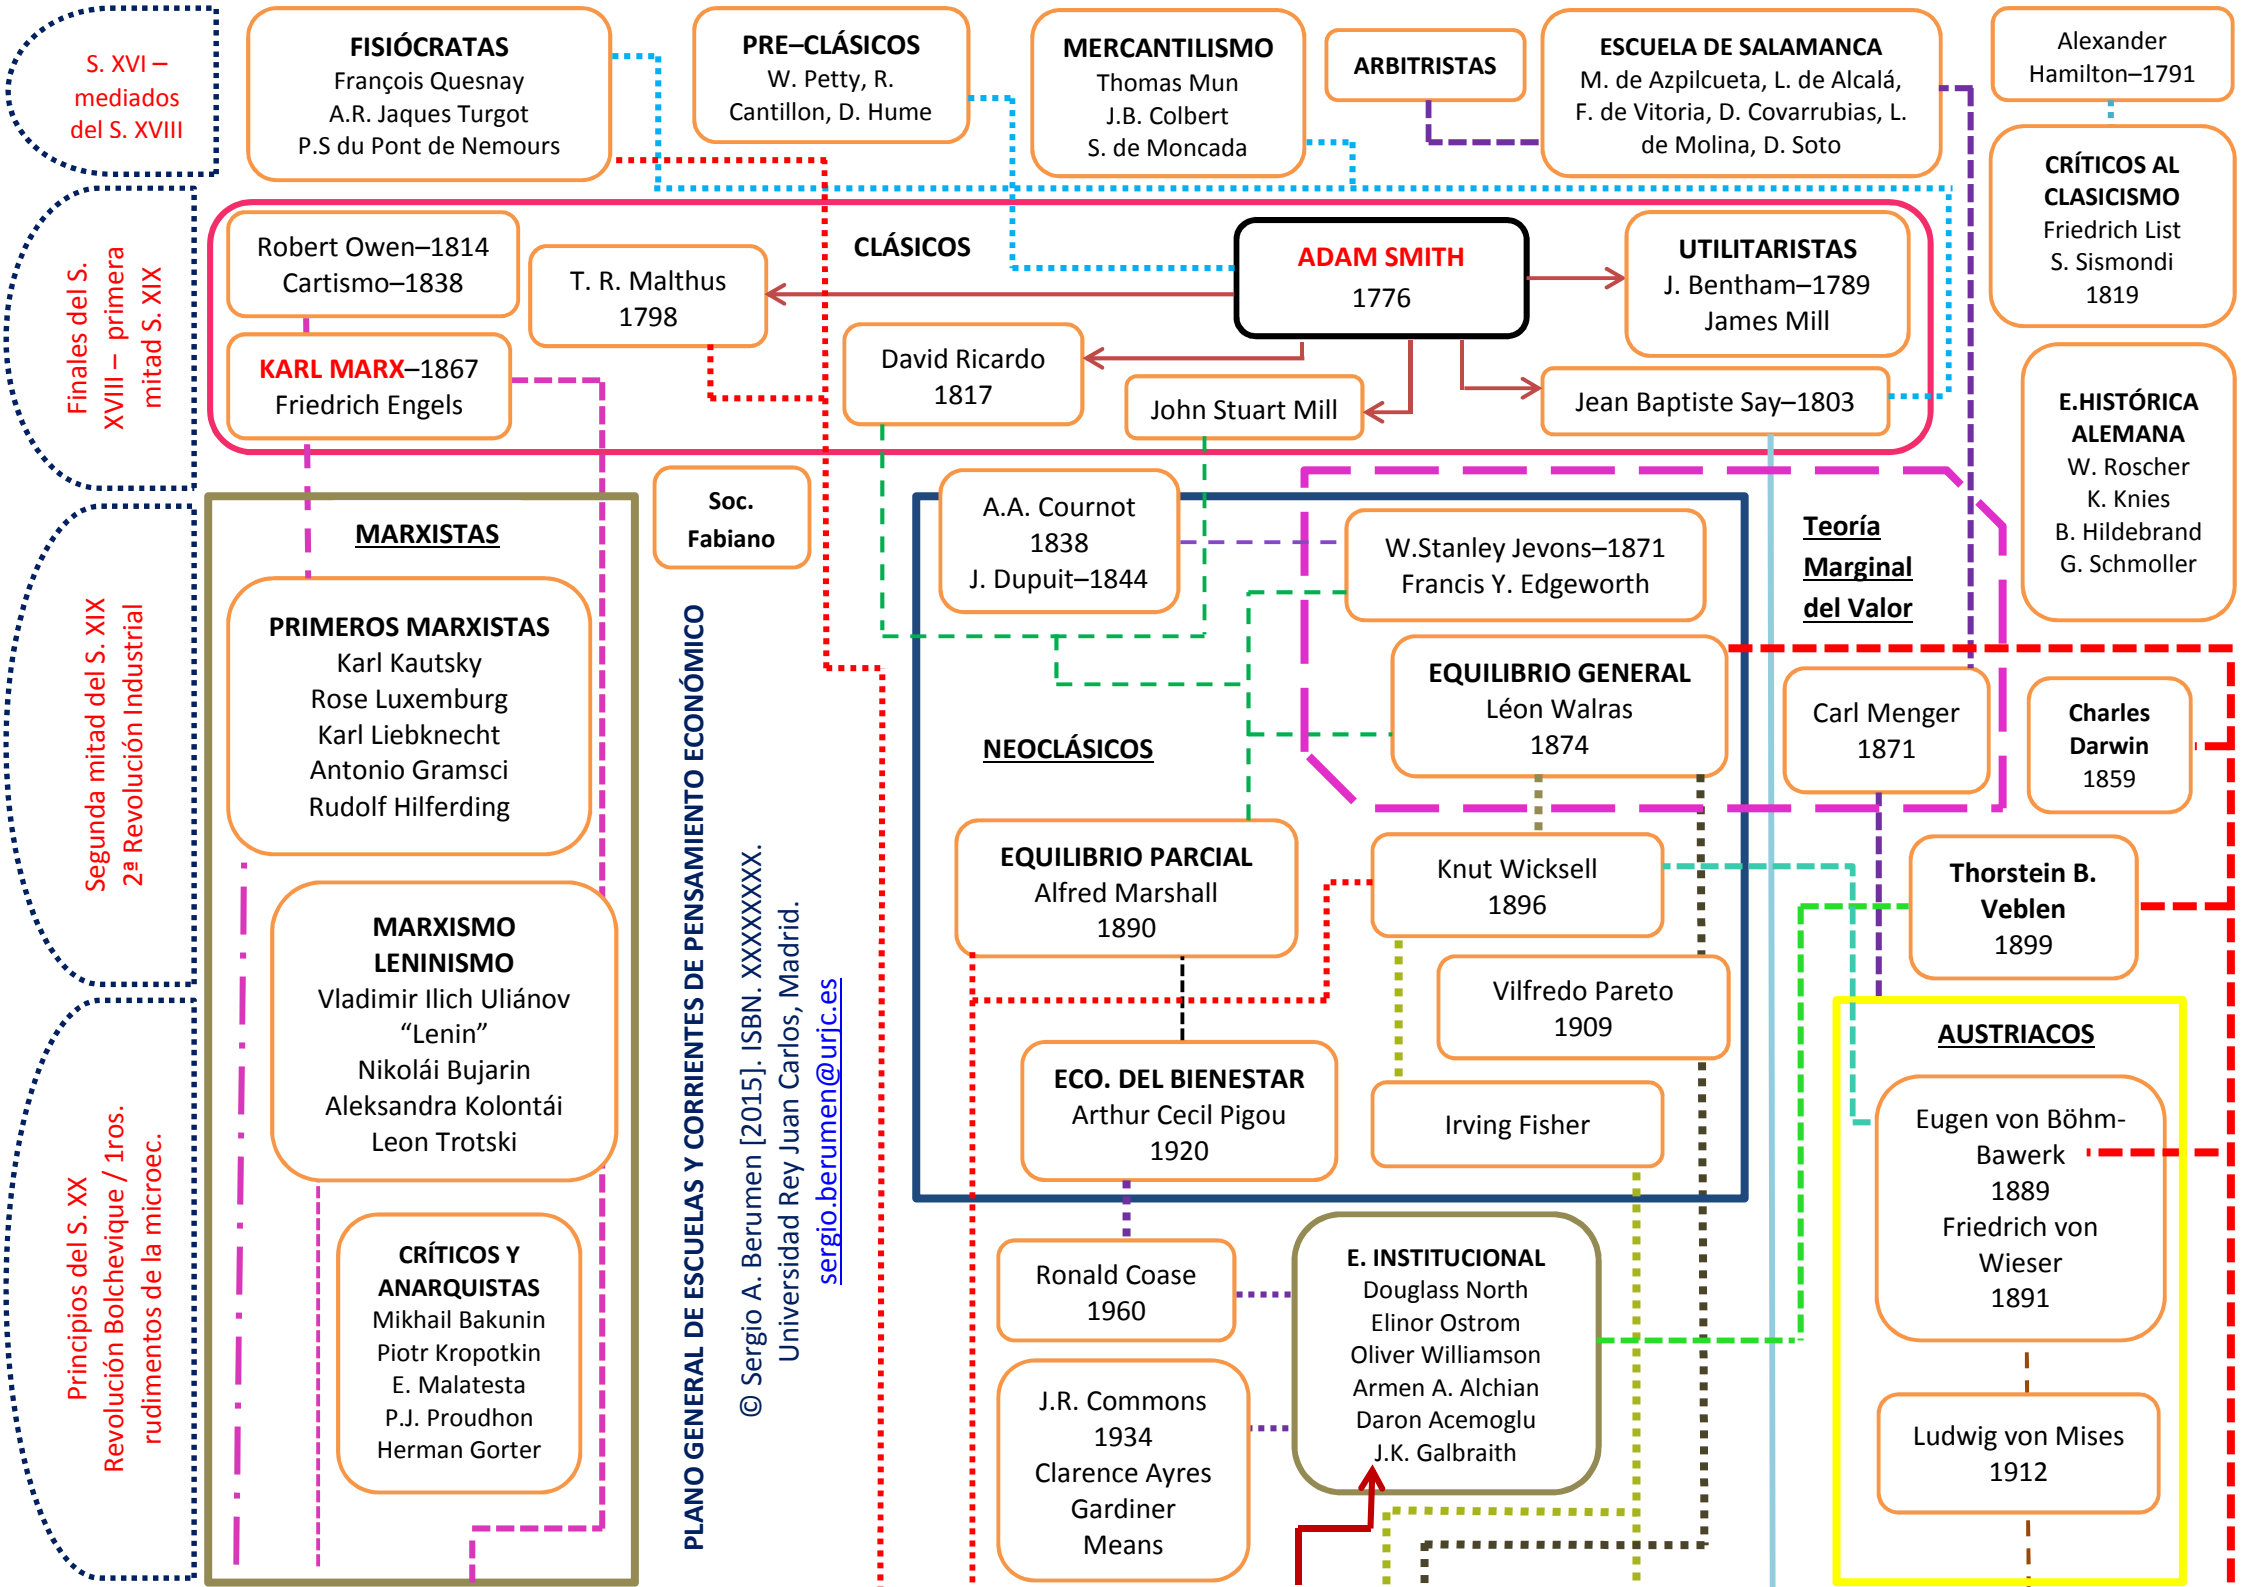 S. XVI –
mediados
del S. XVIII
FISIÓCRATAS
François Quesnay
A.R. Jaques Turgot
P.S du Pont de Nemours
PRE–CLÁSICOS
W. Petty, R.
Cantillon, D. Hume
MERCANTILISMO
Thomas Mun
J.B. Colbert
S. de Moncada
ARBITRISTAS
ESCUELA DE SALAMANCA
M. de Azpilcueta, L. de Alcalá,
F. de Vitoria, D. Covarrubias, L.
de Molina, D. Soto
Alexander
Hamilton–1791
CRÍTICOS AL
CLASICISMO
Friedrich List
S. Sismondi
1819
Finales del S.
XVIII – primera
mitad S. XIX
Robert Owen–1814
Cartismo–1838
KARL MARX–1867
Friedrich Engels
T. R. Malthus
1798
CLÁSICOS
ADAM SMITH
1776
UTILITARISTAS
J. Bentham–1789
James Mill
David Ricardo
1817
John Stuart Mill
Jean Baptiste Say–1803
E.HISTÓRICA
ALEMANA
W. Roscher
K. Knies
B. Hildebrand
G. Schmoller
Segunda mitad del S. XIX
2ª Revolución Industrial
MARXISTAS
Soc.
Fabiano
PRIMEROS MARXISTAS
Karl Kautsky
Rose Luxemburg
Karl Liebknecht
Antonio Gramsci
Rudolf Hilferding
A.A. Cournot
1838
J. Dupuit–1844
W.Stanley Jevons–1871
Francis Y. Edgeworth
Teoría
Marginal
del Valor
EQUILIBRIO GENERAL
Léon Walras
1874
NEOCLÁSICOS
Carl Menger
1871
Charles
Darwin
1859
EQUILIBRIO PARCIAL
Alfred Marshall
1890
Knut Wicksell
1896
Thorstein B.
Veblen
1899
Vilfredo Pareto
1909
PLANO GENERAL DE ESCUELAS Y CORRIENTES DE PENSAMIENTO ECONÓMICO
© Sergio A. Berumen [2015]. ISBN. XXXXXXXX.
Universidad Rey Juan Carlos, Madrid.
sergio.berumen@urjc.es
Principios del S. XX
Revolución Bolchevique / 1ros.
rudimentos de la microec.
MARXISMO
LENINISMO
Vladimir Ilich Uliánov
“Lenin”
Nikolái Bujarin
Aleksandra Kolontái
Leon Trotski
CRÍTICOS Y
ANARQUISTAS
Mikhail Bakunin
Piotr Kropotkin
E. Malatesta
P.J. Proudhon
Herman Gorter
ECO. DEL BIENESTAR
Arthur Cecil Pigou
1920
Irving Fisher
AUSTRIACOS
Eugen von Böhm-
Bawerk
1889
Friedrich von
Wieser
1891
Ronald Coase
1960
E. INSTITUCIONAL
Douglass North
Elinor Ostrom
Oliver Williamson
Armen A. Alchian
Daron Acemoglu
J.K. Galbraith
J.R. Commons
1934
Clarence Ayres
Gardiner
Means
Ludwig von Mises
1912